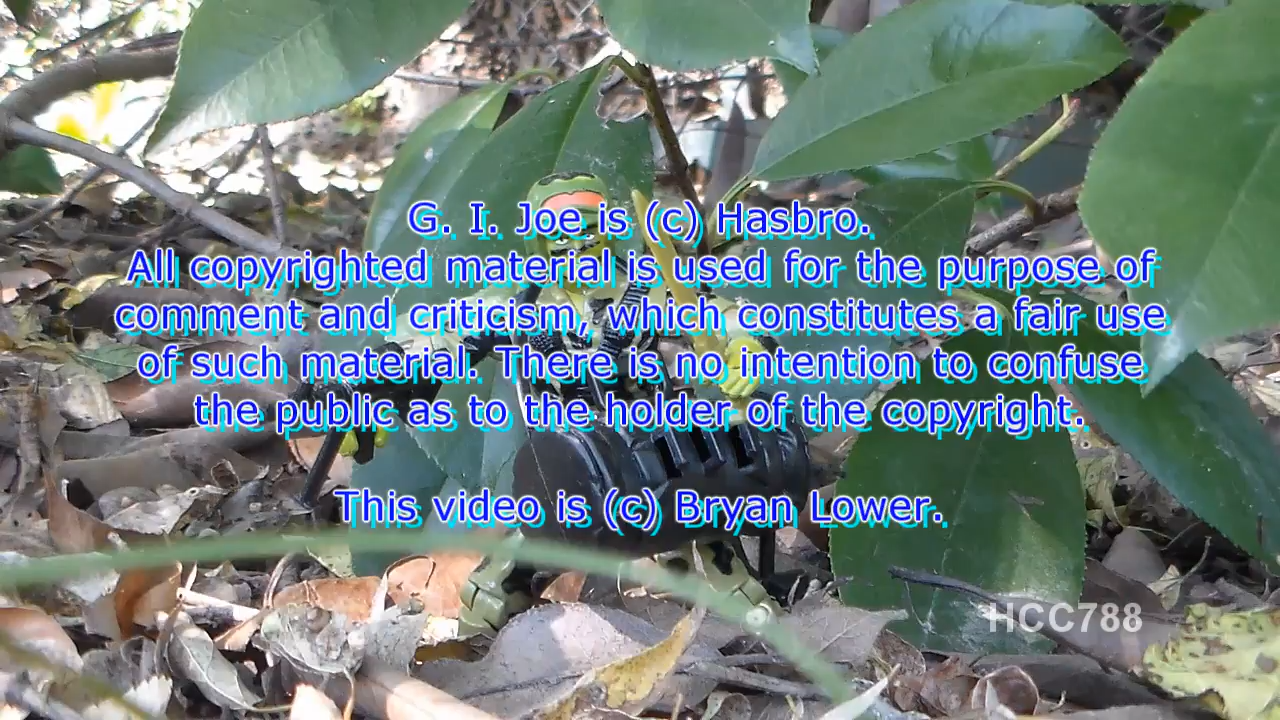 G. I. Joe is (c) Hasbro.
All copyrighted material is used for the purpose of
comment and criticism, which constitutes a fair use
of such material. There is no intention to confuse
the public as to the holder of the copyright.
This video is (c) Bryan Lower.
HCC788